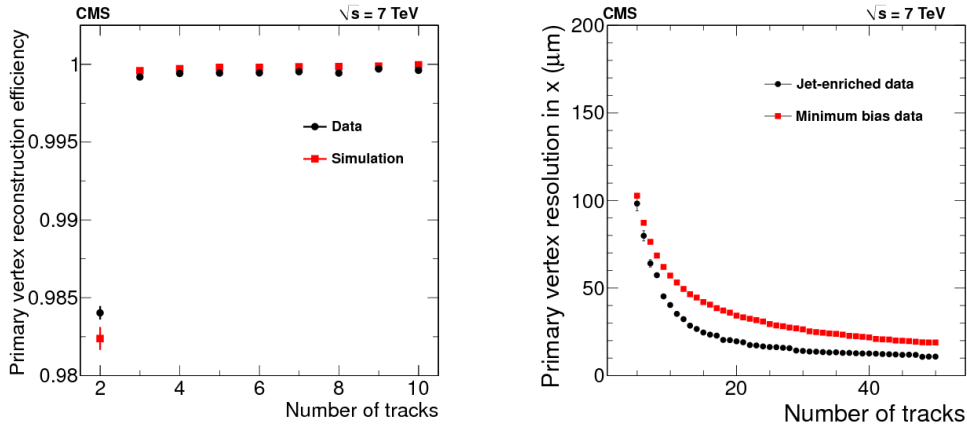 CMS
√s = 7 TeV
Primary vertex reconstruction efficiency
1
0.995
0.99
0.985
0.98
Data
Simulation
2 4 6 8 10
Number of tracks
CMS
√s = 7 TeV
Primary vertex resolution in x (μm)
200
150
100
50
0
Jet-enriched data
Minimum bias data
20 40
Number of tracks